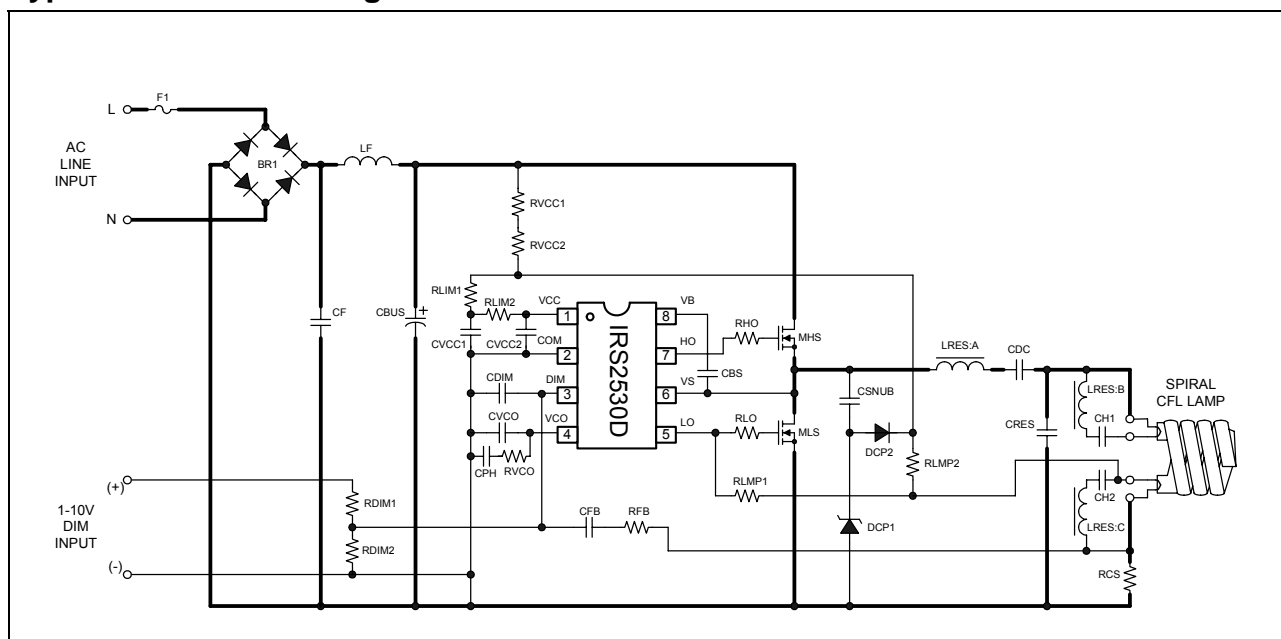 L
F1
AC
LINE
INPUT
BR1
N
LF
CF
CBUS
+
RVCC1
RVCC2
RLIM1
RLIM2
VCC
CVCC1
CVCC2
COM
CDIM
DIM
CVCO
VCO
CPH
RVCO
1
2
3
4
IRS2530D
8
7
6
5
VB
HO
VS
LO
CBS
RHO
MHS
RLO
MLS
RLMP1
CSNUB
DCP2
DCP1
RLMP2
LRES:A
CDC
CRES
LRES:B
CH1
CH2
LRES:C
SPIRAL
CFL LAMP
RCS
(+)
1-10V
DIM
INPUT
(-)
RDIM1
RDIM2
CFB
RFB